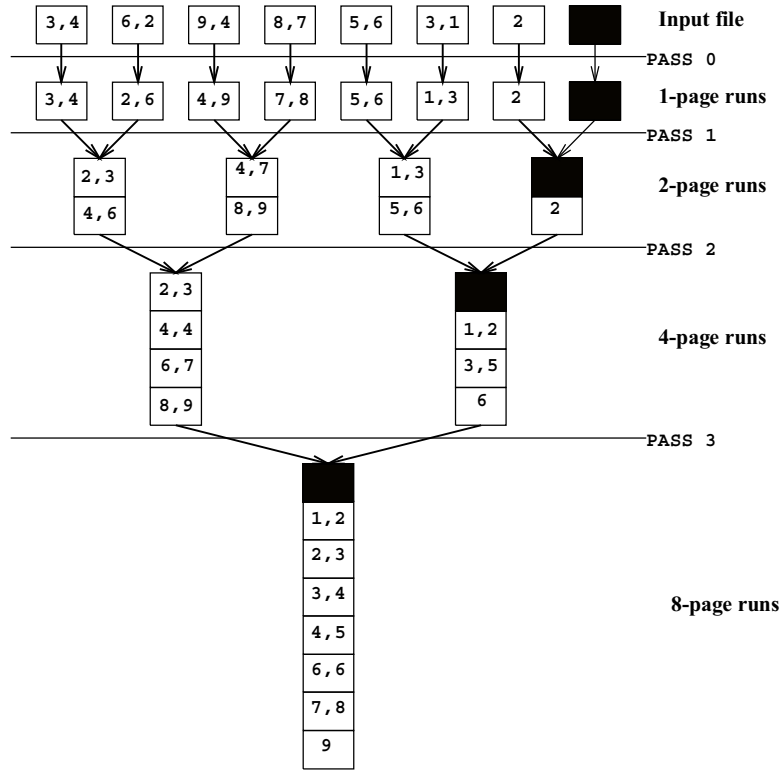 3,4 6,2 9,4 8,7 5,6 3,1 2 Input file
PASS 0
3,4 2,6 4,9 7,8 5,6 1,3 2 1-page runs
PASS 1
2,3 4,7 1,3
4,6 8,9 5,6 2 2-page runs
PASS 2
2,3
4,4 1,2 4-page runs
6,7 3,5
8,9 6
PASS 3
1,2
2,3
3,4
4,5 8-page runs
6,6
7,8
9